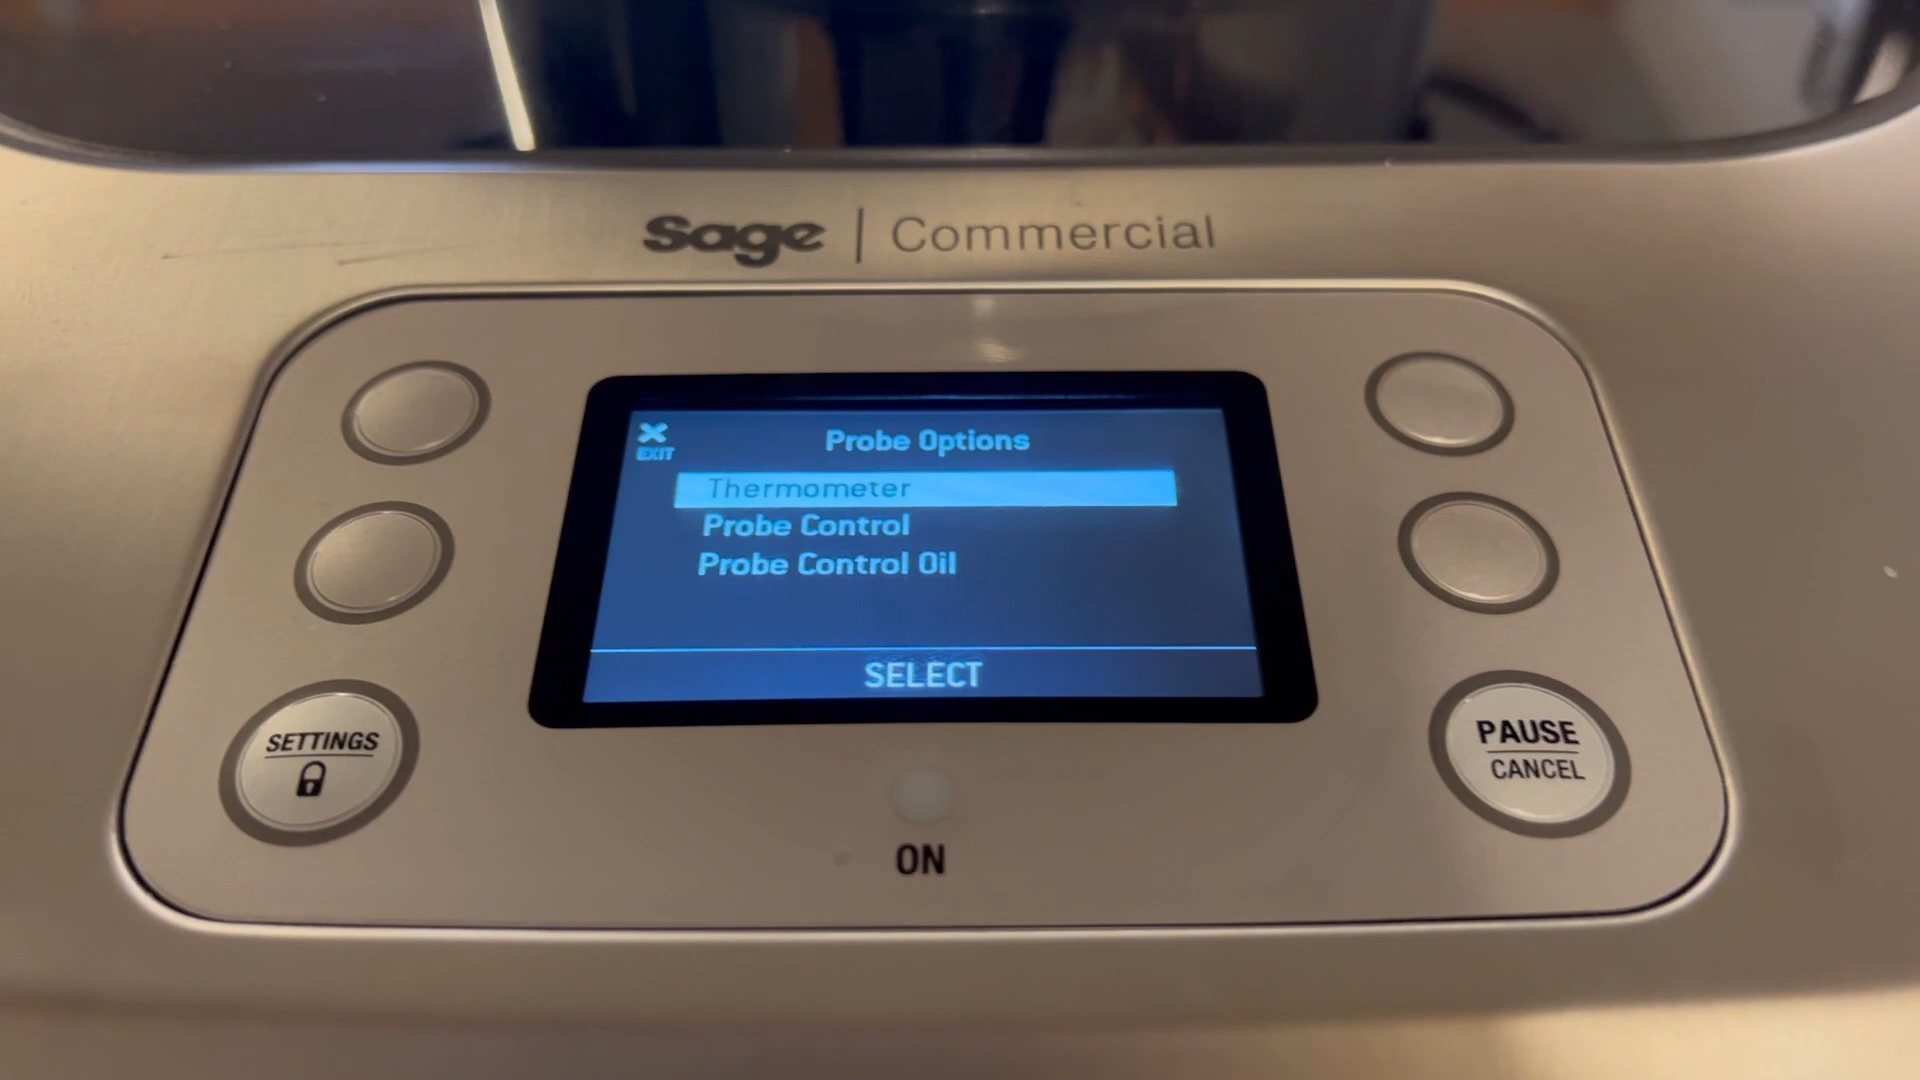 Sage | Commercial
EXIT
Probe Options
Thermometer
Probe Control
Probe Control Oil
SELECT
SETTINGS
PAUSE
CANCEL
ON